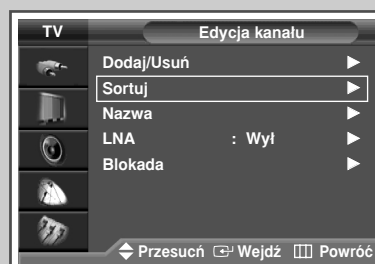 TV Edycja kanału
Dodaj/Usuń
Sortuj
Nazwa
LNA : Wył
Blokada
Przesuń Wejdź Powróć